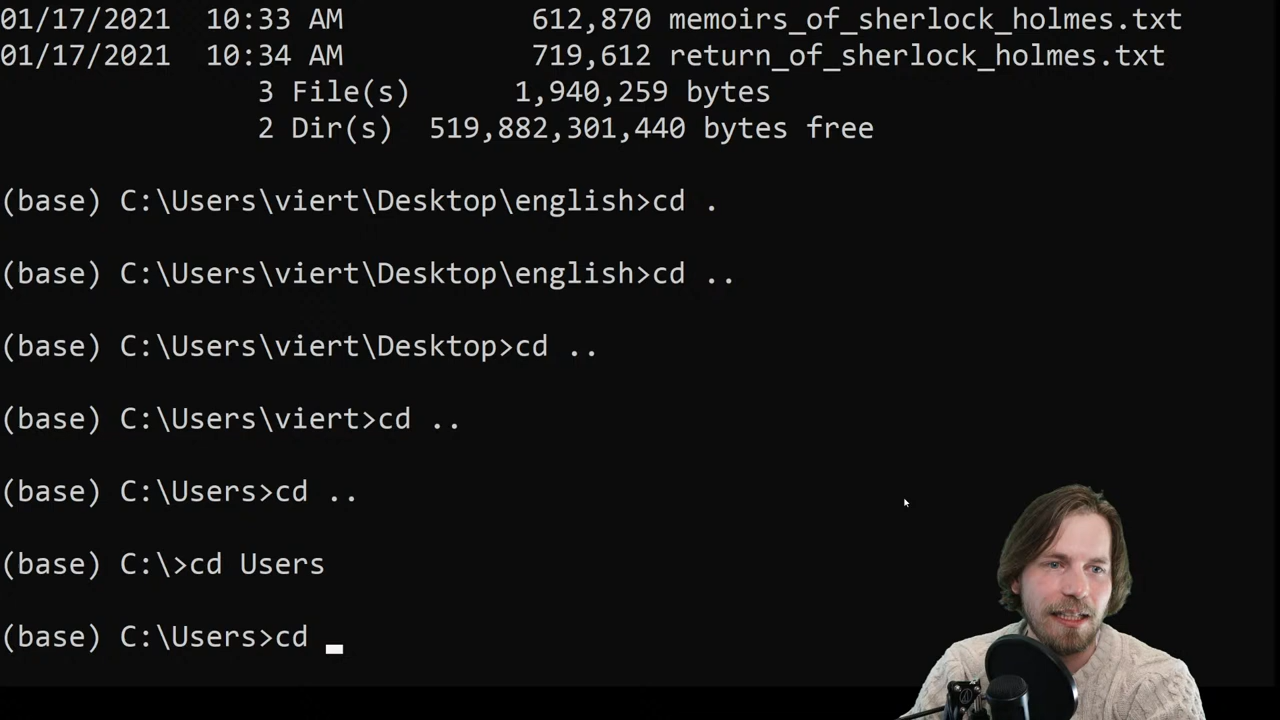 01/17/2021  10:33 AM           612,870 memoirs_of_sherlock_holmes.txt
01/17/2021  10:34 AM           719,612 return_of_sherlock_holmes.txt
               3 File(s)      1,940,259 bytes
               2 Dir(s)  519,882,301,440 bytes free
(base) C:\Users\viert\Desktop\english>cd .
(base) C:\Users\viert\Desktop\english>cd ..
(base) C:\Users\viert\Desktop>cd ..
(base) C:\Users\viert>cd ..
(base) C:\Users>cd ..
(base) C:\>cd Users
(base) C:\Users>cd